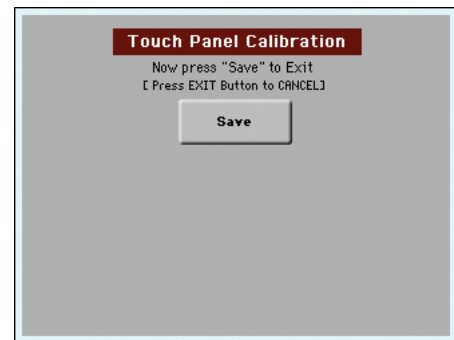 Touch Panel Calibration
Now press "Save" to Exit
[ Press EXIT Button to CANCEL]
Save